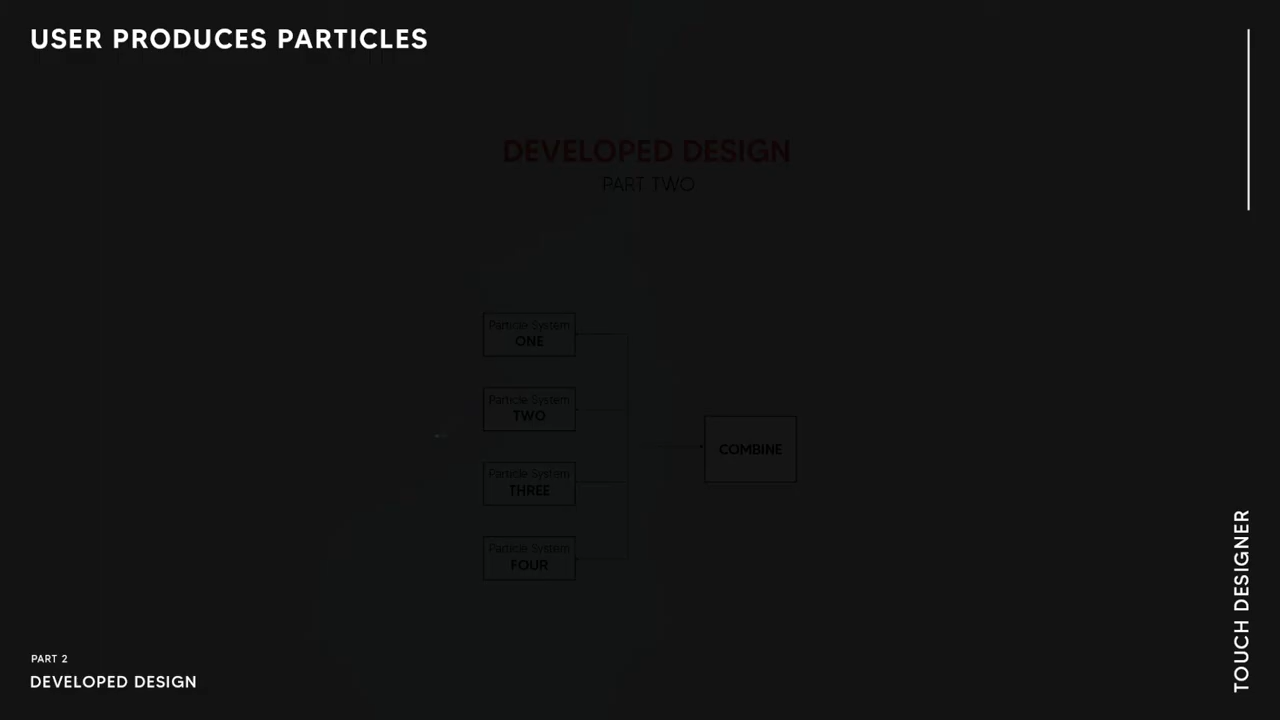 USER PRODUCES PARTICLES
DEVELOPED DESIGN
PART TWO
Particle System
ONE
Particle System
TWO
Particle System
THREE
Particle System
FOUR
COMBINE
PART 2
DEVELOPED DESIGN
TOUCH DESIGNER